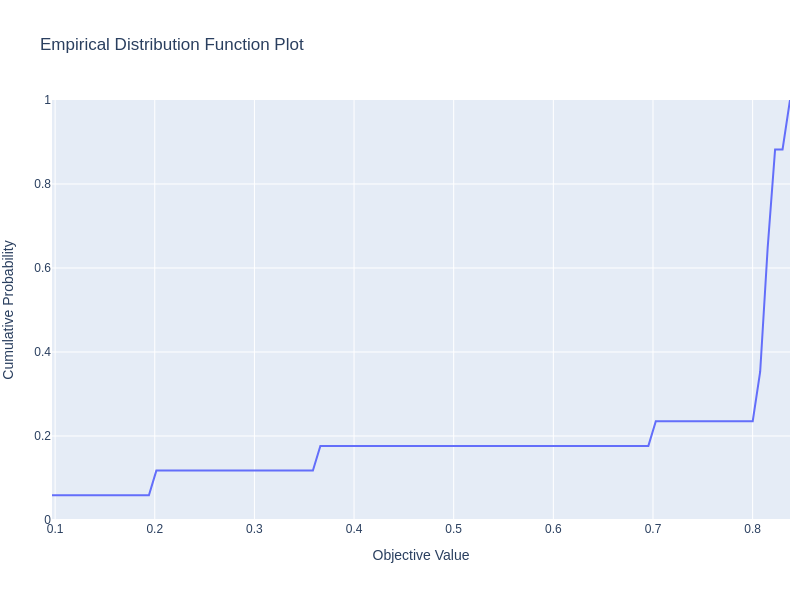 Empirical Distribution Function Plot
1
0.8
0.6
0.4
0.2
0
Cumulative Probability
0.1 0.2 0.3 0.4 0.5 0.6 0.7 0.8
Objective Value